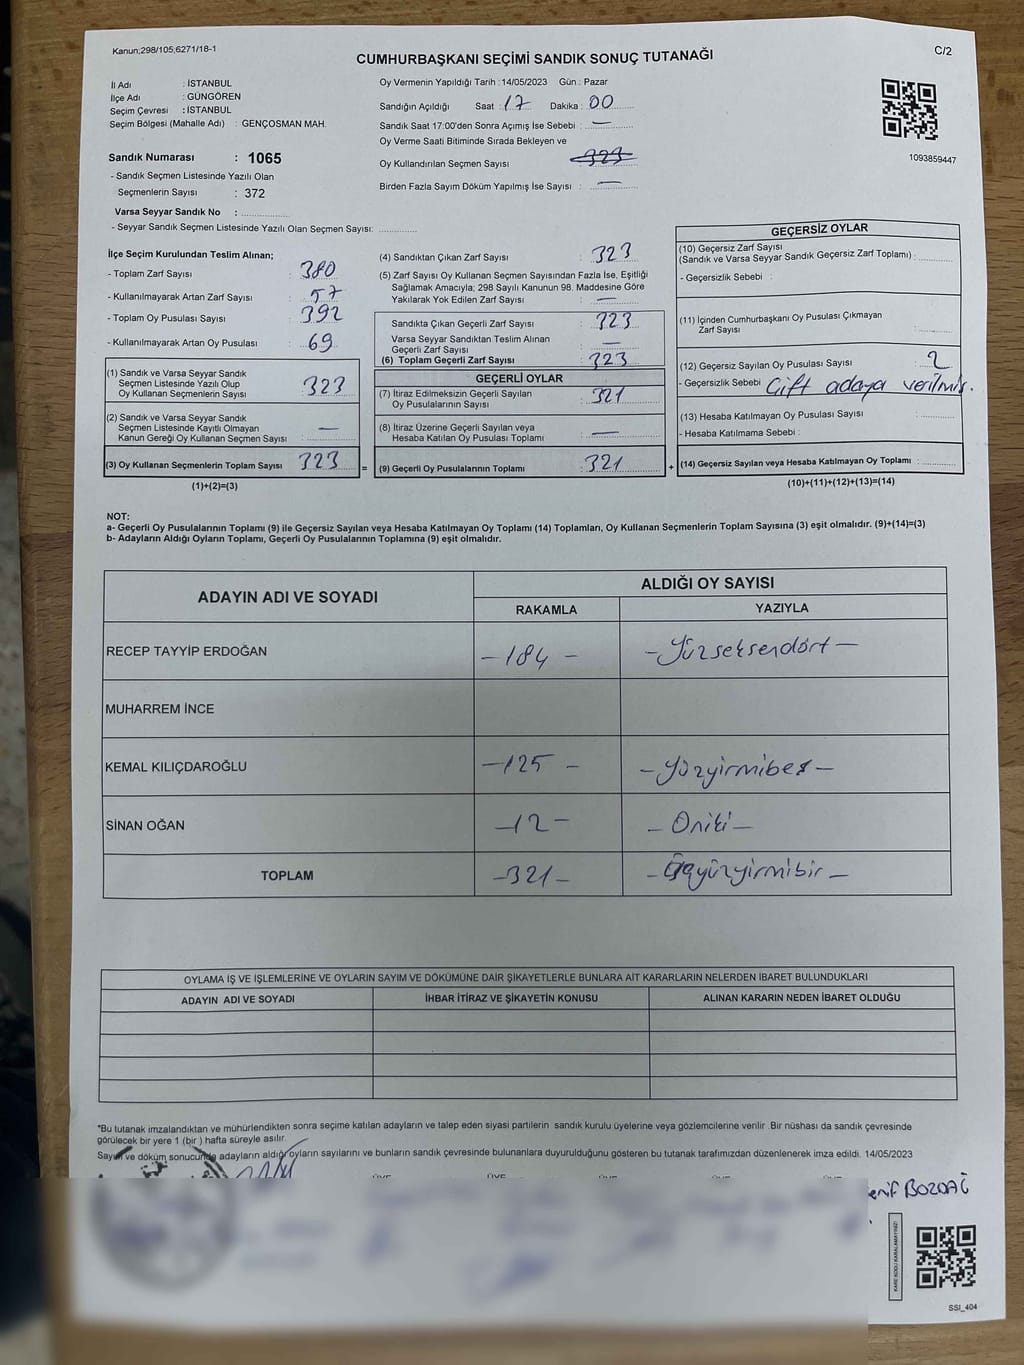 Kanun;298/105;6271/18-1
C/2
CUMHURBAŞKANI SEÇİMİ SANDIK SONUÇ TUTANAĞI
İl Adı : İSTANBUL
İlçe Adı : GÜNGÖREN
Seçim Çevresi : İSTANBUL
Seçim Bölgesi (Mahalle Adı) : GENÇOSMAN MAH.
Sandık Numarası : 1065
- Sandık Seçmen Listesinde Yazılı Olan
Seçmenlerin Sayısı : 372
Varsa Seyyar Sandık No :
- Seyyar Sandık Seçmen Listesinde Yazılı Olan Seçmen Sayısı:
Oy Vermenin Yapıldığı Tarih : 14/05/2023 Gün : Pazar
Sandığın Açıldığı Saat : 17 Dakika : 00
Sandık Saat 17:00'den Sonra Açımış İse Sebebi : —
Oy Verme Saati Bitiminde Sırada Bekleyen ve
Oy Kullandırılan Seçmen Sayısı 323
Birden Fazla Sayım Döküm Yapılmış İse Sayısı : —
1093859447
İlçe Seçim Kurulundan Teslim Alınan;
- Toplam Zarf Sayısı : 380
- Kullanılmayarak Artan Zarf Sayısı : 57
- Toplam Oy Pusulası Sayısı : 392
- Kullanılmayarak Artan Oy Pusulası : 69
(1) Sandık ve Varsa Seyyar Sandık
Seçmen Listesinde Yazılı Olup
Oy Kullanan Seçmenlerin Sayısı : 323
(2) Sandık ve Varsa Seyyar Sandık
Seçmen Listesinde Kayıtlı Olmayan
Kanun Gereği Oy Kullanan Seçmen Sayısı : —
(3) Oy Kullanan Seçmenlerin Toplam Sayısı : 323
(1)+(2)=(3)
(4) Sandıktan Çıkan Zarf Sayısı : 323
(5) Zarf Sayısı Oy Kullanan Seçmen Sayısından Fazla İse, Eşitliği
Sağlamak Amacıyla; 298 Sayılı Kanunun 98. Maddesine Göre
Yakılarak Yok Edilen Zarf Sayısı : —
Sandıkta Çıkan Geçerli Zarf Sayısı : 323
Varsa Seyyar Sandıktan Teslim Alınan
Geçerli Zarf Sayısı : —
(6) Toplam Geçerli Zarf Sayısı : 323
GEÇERLİ OYLAR
(7) İtiraz Edilmeksizin Geçerli Sayılan
Oy Pusulalarının Sayısı : 321
(8) İtiraz Üzerine Geçerli Sayılan veya
Hesaba Katılan Oy Pusulası Toplamı : —
= (9) Geçerli Oy Pusulalarının Toplamı : 321
GEÇERSİZ OYLAR
(10) Geçersiz Zarf Sayısı
(Sandık ve Varsa Seyyar Sandık Geçersiz Zarf Toplamı) :
- Geçersizlik Sebebi :
(11) İçinden Cumhurbaşkanı Oy Pusulası Çıkmayan
Zarf Sayısı :
(12) Geçersiz Sayılan Oy Pusulası Sayısı : 2
- Geçersizlik Sebebi : Çift adaya verilmiş.
(13) Hesaba Katılmayan Oy Pusulası Sayısı :
- Hesaba Katılmama Sebebi :
+ (14) Geçersiz Sayılan veya Hesaba Katılmayan Oy Toplamı :
(10)+(11)+(12)+(13)=(14)
NOT:
a- Geçerli Oy Pusulalarının Toplamı (9) ile Geçersiz Sayılan veya Hesaba Katılmayan Oy Toplamı (14) Toplamları, Oy Kullanan Seçmenlerin Toplam Sayısına (3) eşit olmalıdır. (9)+(14)=(3)
b- Adayların Aldığı Oyların Toplamı, Geçerli Oy Pusulalarının Toplamına (9) eşit olmalıdır.
ADAYIN ADI VE SOYADI
ALDIĞI OY SAYISI
RAKAMLA YAZIYLA
RECEP TAYYİP ERDOĞAN -184- -Yüzseksendört-
MUHARREM İNCE
KEMAL KILIÇDAROĞLU -125- -Yüzyirmibeş-
SİNAN OĞAN -12- -Oniki-
TOPLAM -321- -Üçyüzyirmibir-
OYLAMA İŞ VE İŞLEMLERİNE VE OYLARIN SAYIM VE DÖKÜMÜNE DAİR ŞİKAYETLERLE BUNLARA AİT KARARLARIN NELERDEN İBARET BULUNDUKLARI
ADAYIN ADI VE SOYADI İHBAR İTİRAZ VE ŞİKAYETİN KONUSU ALINAN KARARIN NEDEN İBARET OLDUĞU
*Bu tutanak imzalandıktan ve mühürlendikten sonra seçime katılan adayların ve talep eden siyasi partilerin sandık kurulu üyelerine veya gözlemcilerine verilir .Bir nüshası da sandık çevresinde
görülecek bir yere 1 (bir ) hafta süreyle asılır.
Sayım ve döküm sonucunda adayların aldığı oyların sayılarını ve bunların sandık çevresinde bulunanlara duyurulduğunu gösteren bu tutanak tarafımızdan düzenlenerek imza edildi. 14/05/2023
BOZDAĞ
KARE KODU KARALAMAYINIZ!
SSI_404